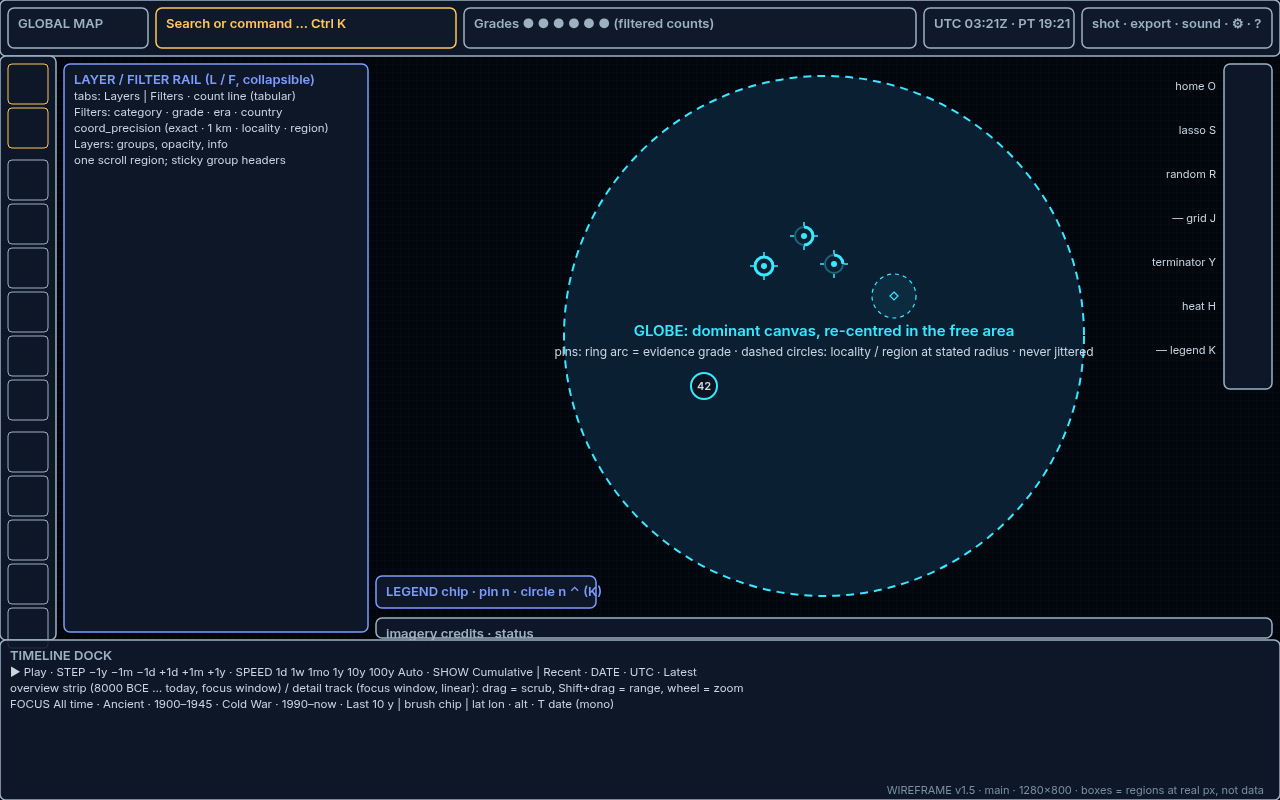 GLOBAL MAP
Search or command … Ctrl K
Grades ● ● ● ● ● ● (filtered counts)
UTC 03:21Z · PT 19:21
shot · export · sound · ⚙ · ?
LAYER / FILTER RAIL (L / F, collapsible)
tabs: Layers | Filters · count line (tabular)
Filters: category · grade · era · country
coord_precision (exact · 1 km · locality · region)
Layers: groups, opacity, info
one scroll region; sticky group headers
home O
lasso S
random R
— grid J
terminator Y
heat H
— legend K
GLOBE: dominant canvas, re-centred in the free area
pins: ring arc = evidence grade · dashed circles: locality / region at stated radius · never jittered
42
LEGEND chip · pin n · circle n ^ (K)
imagery credits · status
TIMELINE DOCK
▶ Play · STEP −1y −1m −1d +1d +1m +1y · SPEED 1d 1w 1mo 1y 10y 100y Auto · SHOW Cumulative | Recent · DATE · UTC · Latest
overview strip (8000 BCE … today, focus window) / detail track (focus window, linear): drag = scrub, Shift+drag = range, wheel = zoom
FOCUS All time · Ancient · 1900–1945 · Cold War · 1990–now · Last 10 y | brush chip | lat lon · alt · T date (mono)
WIREFRAME v1.5 · main · 1280×800 · boxes = regions at real px, not data